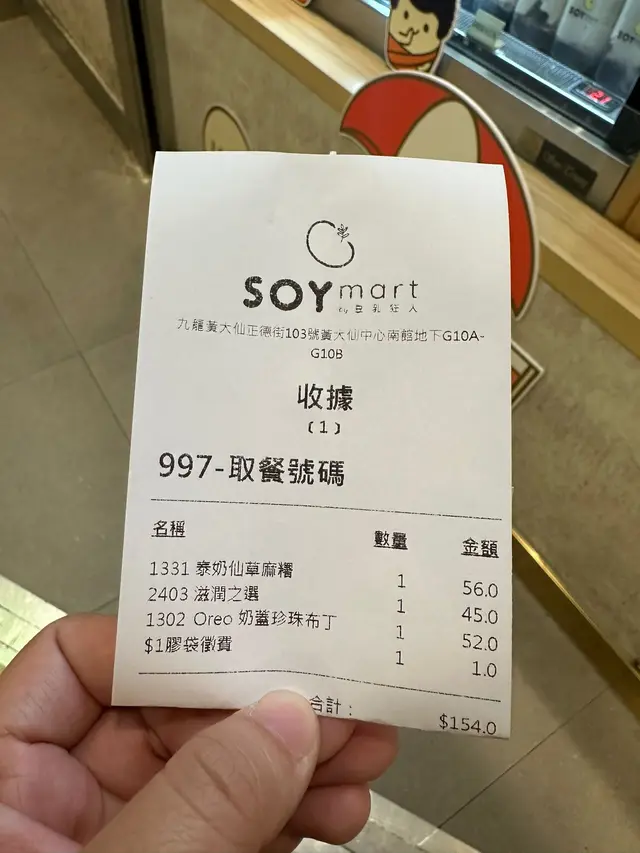 SOYmart
by 豆乳狂人
九龍黃大仙正德街103號黃大仙中心南館地下G10A-
G10B
收據
(1)
997-取餐號碼
名稱 數量 金額
1331 泰奶仙草麻糬 1 56.0
2403 滋潤之選 1 45.0
1302 Oreo 奶蓋珍珠布丁 1 52.0
$1膠袋徵費 1 1.0
合計： $154.0